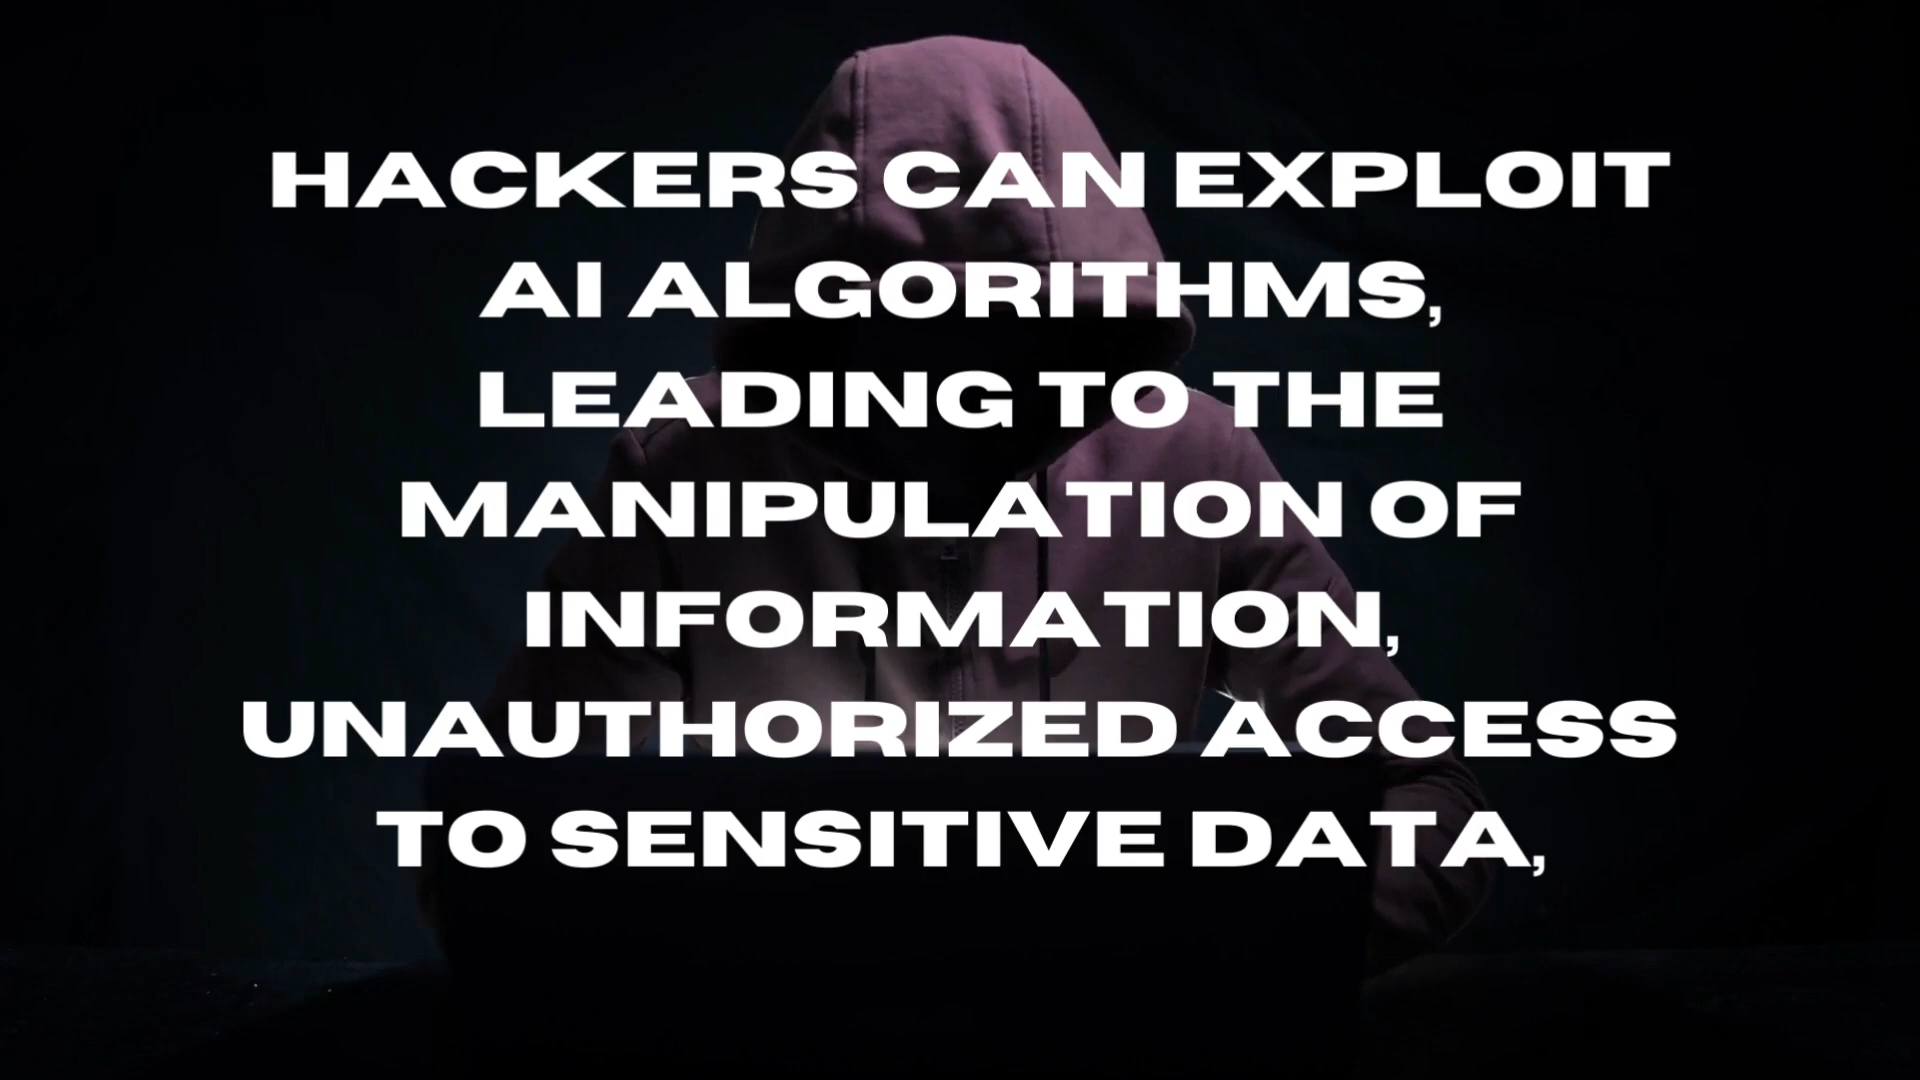 HACKERS CAN EXPLOIT
AI ALGORITHMS,
LEADING TO THE
MANIPULATION OF
INFORMATION,
UNAUTHORIZED ACCESS
TO SENSITIVE DATA,